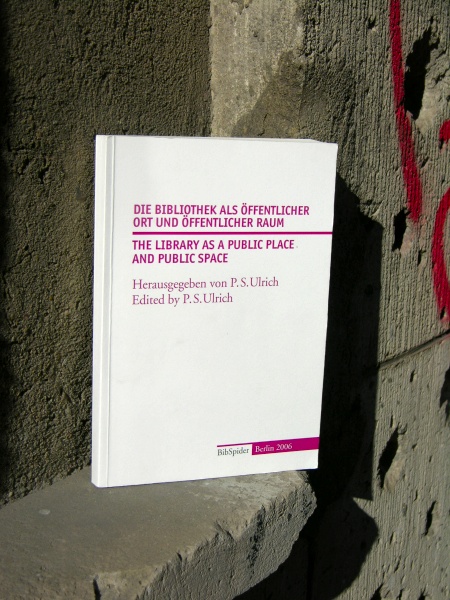 DIE BIBLIOTHEK ALS ÖFFENTLICHER
ORT UND ÖFFENTLICHER RAUM
THE LIBRARY AS A PUBLIC PLACE
AND PUBLIC SPACE
Herausgegeben von P. S. Ulrich
Edited by P. S. Ulrich
BibSpider Berlin 2006